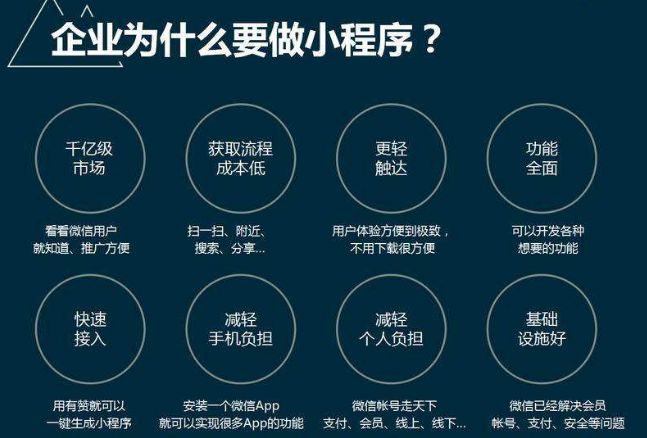 企业为什么要做小程序？
千亿级
市场
获取流程
成本低
更轻
触达
功能
全面
看看微信用户
就知道、推广方便
扫一扫、附近、
搜索、分享...
用户体验方便到极致，
不用下载很方便
可以开发各种
想要的功能
快速
接入
减轻
手机负担
减轻
个人负担
基础
设施好
用有赞就可以
一键生成小程序
安装一个微信App
就可以实现很多App的功能
微信帐号走天下
支付、会员、线上、线下...
微信已经解决会员
帐号、支付、安全等问题